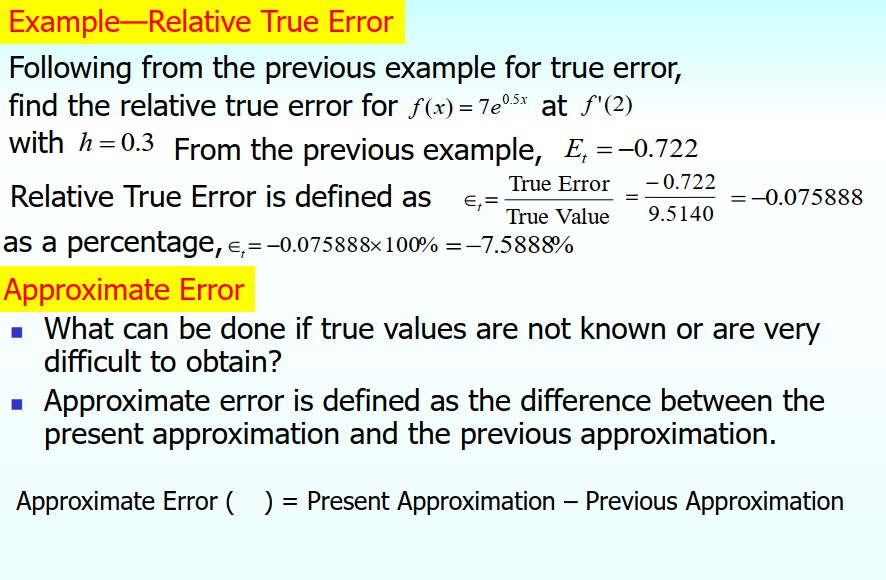 Example—Relative True Error
Following from the previous example for true error,
find the relative true error for f(x) = 7e^{0.5x} at f'(2)
with h = 0.3 From the previous example, E_t = –0.722
Relative True Error is defined as ∈_t = True Error / True Value = –0.722 / 9.5140 = –0.075888
as a percentage, ∈_t = –0.075888×100% = –7.5888%
Approximate Error
▪ What can be done if true values are not known or are very
difficult to obtain?
▪ Approximate error is defined as the difference between the
present approximation and the previous approximation.
Approximate Error (   ) = Present Approximation – Previous Approximation